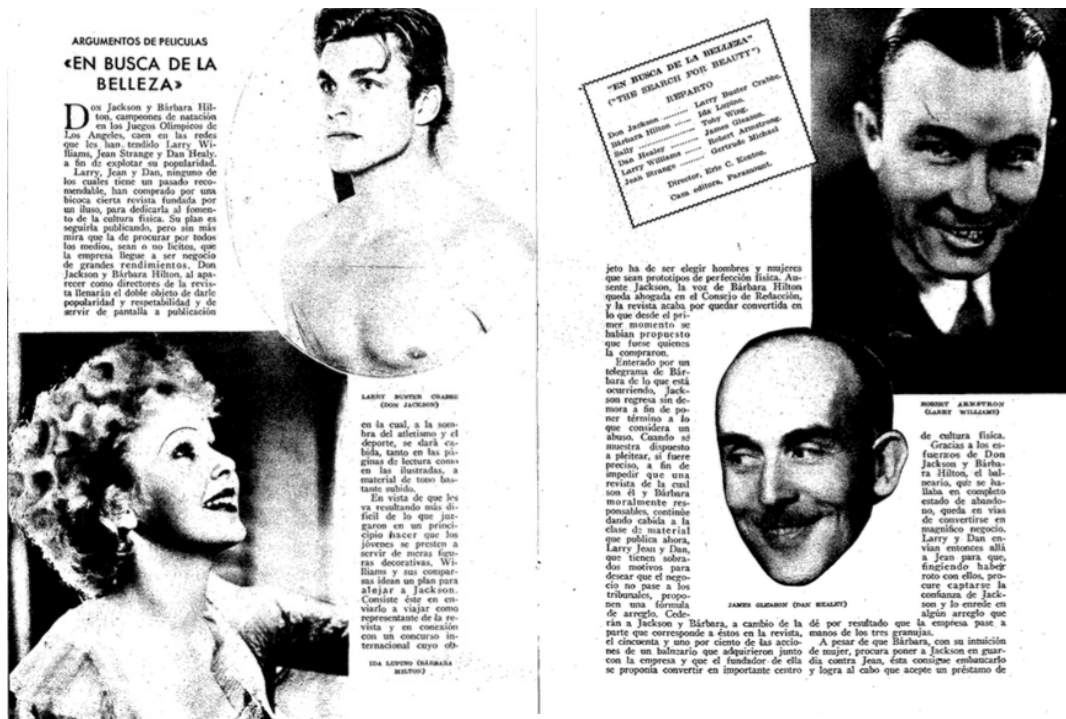 ARGUMENTOS DE PELICULAS
«EN BUSCA DE LA
BELLEZA»
Don Jackson y Bárbara Hil-
ton, campeones de natación
en los Juegos Olímpicos de
Los Angeles, caen en las redes
que les han tendido Larry Wi-
lliams, Jean Strange y Dan Healy,
a fin de explotar su popularidad.
Larry, Jean y Dan, ninguno de
los cuales tiene un pasado reco-
mendable, han comprado por una
bicoca cierta revista fundada por
un iluso, para dedicarla al fomen-
to de la cultura física. Su plan es
seguirla publicando, pero sin más
mira que la de procurar por todos
los medios, sean o no lícitos, que
la empresa llegue a ser negocio
de grandes rendimientos. Don
Jackson y Bárbara Hilton, al apa-
recer como directores de la revis-
ta llenarán el doble objeto de darle
popularidad y respetabilidad y de
servir de pantalla a publicación
LARRY BUSTER CRABBE
(DON JACKSON)
en la cual, a la som-
bra del atletismo y el
deporte, se dará ca-
bida, tanto en las pá-
ginas de lectura como
en las ilustradas, a
material de tono bas-
tante subido.
En vista de que les
va resultando más di-
fícil de lo que juz-
garon en un princi-
cipio hacer que los
jóvenes se presten a
servir de meras figu-
ras decorativas, Wi-
lliams y sus compar-
sas idean un plan para
alejar a Jackson.
Consiste éste en en-
viarlo a viajar como
representante de la re-
vista y en conexión
con un concurso in-
ternacional cuyo ob-
IDA LUPINO (BÁRBARA
HILTON)
"EN BUSCA DE LA BELLEZA"
("THE SEARCH FOR BEAUTY")
REPARTO
Don Jackson ......... Larry Buster Crabbe.
Bárbara Hilton ..... Ida Lupino.
Sally ............... Toby Wing.
Dan Healey ....... James Gleason.
Larry Williams ...... Robert Armstrong.
Jean Strange ....... Gertrude Michael
Director, Erle C. Kenton.
Casa editora, Paramount.
jeto ha de ser elegir hombres y mujeres
que sean prototipos de perfección física. Au-
sente Jackson, la voz de Bárbara Hilton
queda ahogada en el Consejo de Redacción,
y la revista acaba por quedar convertida en
lo que desde el pri-
mer momento se
habían propuesto
que fuese quienes
la compraron.
Enterado por un
telegrama de Bár-
bara de lo que está
ocurriendo, Jack-
son regresa sin de-
mora a fin de po-
ner término a lo
que considera un
abuso. Cuando se
muestra dispuesto
a pleitear, si fuere
preciso, a fin de
impedir que una
revista de la cual
son él y Bárbara
moralmente res-
ponsables, continúe
dando cabida a la
clase de material
que publica ahora,
Larry Jean y Dan,
que tienen sobra-
dos motivos para
desear que el nego-
cio no pase a los
tribunales, propo-
nen una fórmula
de arreglo. Cede-
rán a Jackson y Bárbara, a cambio de la
parte que corresponde a éstos en la revista,
el cincuenta y uno por ciento de las accio-
nes de un balneario que adquirieron junto
con la empresa y que el fundador de ella
se proponía convertir en importante centro
JAMES GLEASON (DAN HEALEY)
ROBERT ARMSTRON
(LARRY WILLIAMS)
de cultura física.
Gracias a los es-
fuerzos de Don
Jackson y Bárba-
ra Hilton, el bal-
neario, que se ha-
llaba en completo
estado de abando-
no, queda en vías
de convertirse en
magnífico negocio.
Larry y Dan en-
vían entonces allá
a Jean para que,
fingiendo haber
roto con ellos, pro-
cure captarse la
confianza de Jack-
son y lo enrede en
algún arreglo que
dé por resultado que la empresa pase a
manos de los tres granujas.
A pesar de que Bárbara, con su intuición
de mujer, procura poner a Jackson en guar-
dia contra Jean, ésta consigue embaucarlo
y logra al cabo que acepte un préstamo de